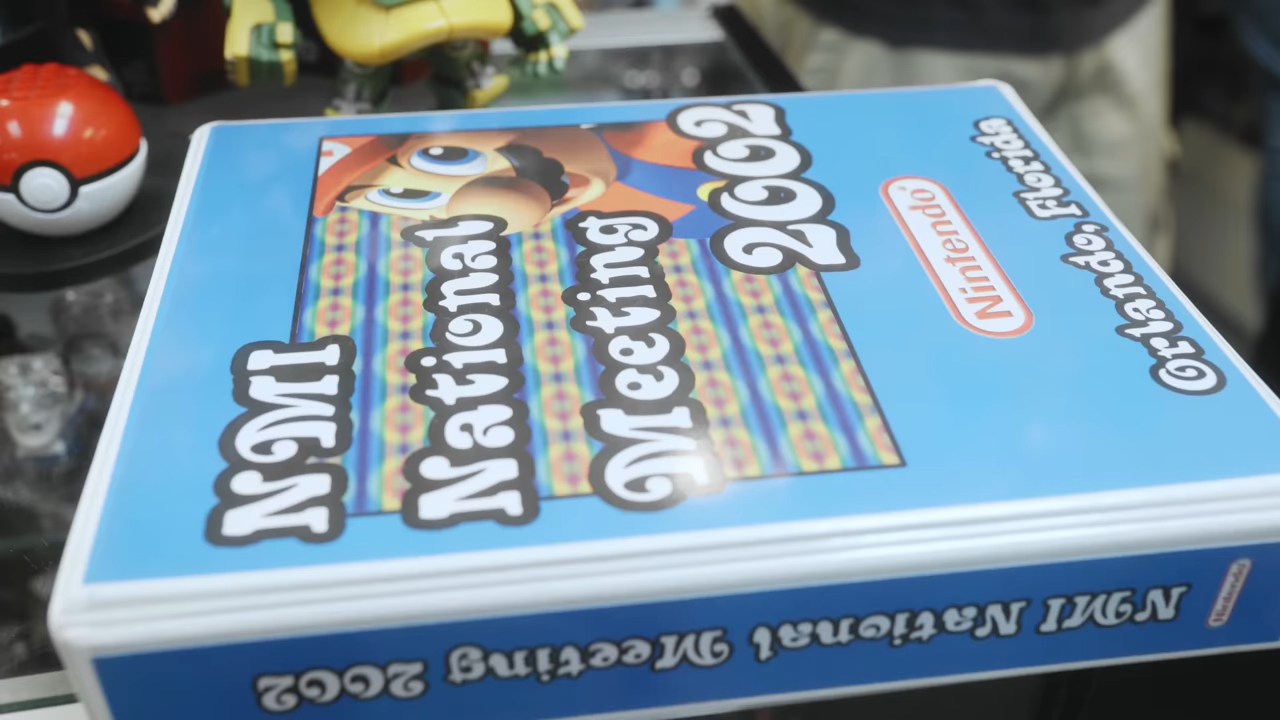 NMI
National
Meeting
2002
Nintendo
Orlando, Florida
Nintendo
NMI National Meeting 2002